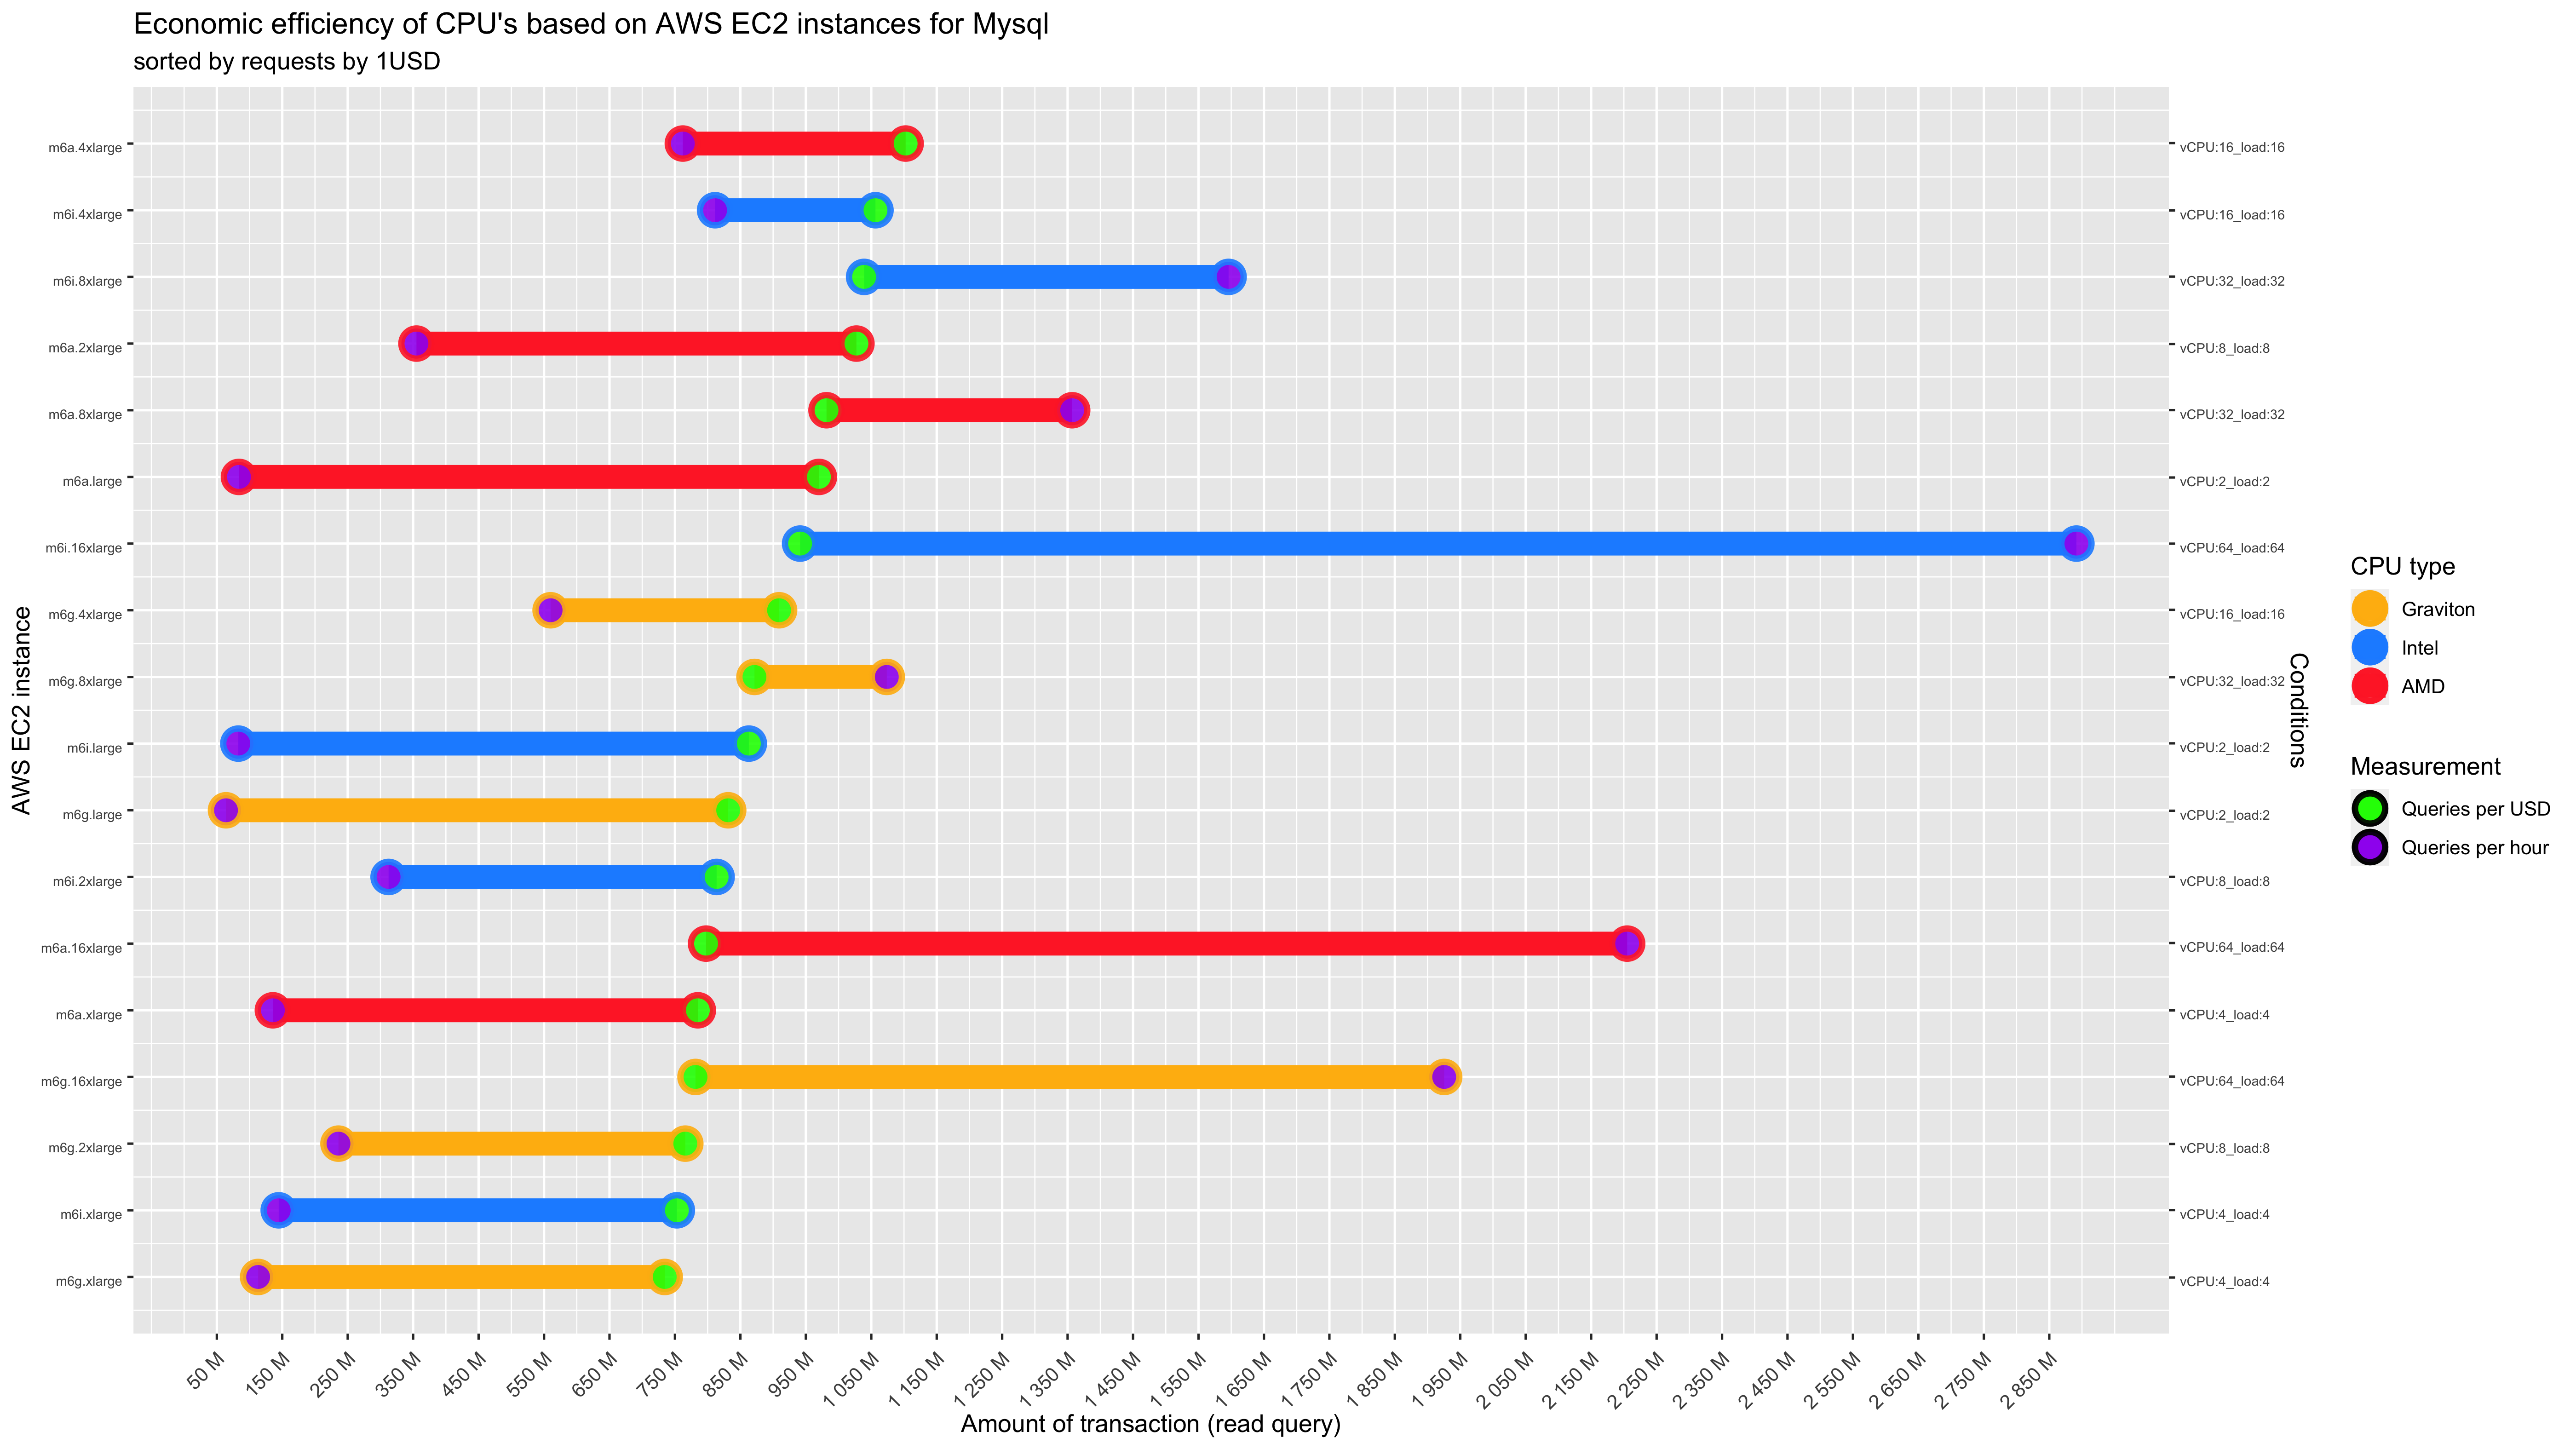 Economic efficiency of CPU's based on AWS EC2 instances for Mysql
sorted by requests by 1USD
AWS EC2 instance
m6a.4xlarge
m6i.4xlarge
m6i.8xlarge
m6a.2xlarge
m6a.8xlarge
m6a.large
m6i.16xlarge
m6g.4xlarge
m6g.8xlarge
m6i.large
m6g.large
m6i.2xlarge
m6a.16xlarge
m6a.xlarge
m6g.16xlarge
m6g.2xlarge
m6i.xlarge
m6g.xlarge
vCPU:16_load:16
vCPU:16_load:16
vCPU:32_load:32
vCPU:8_load:8
vCPU:32_load:32
vCPU:2_load:2
vCPU:64_load:64
vCPU:16_load:16
vCPU:32_load:32
vCPU:2_load:2
vCPU:2_load:2
vCPU:8_load:8
vCPU:64_load:64
vCPU:4_load:4
vCPU:64_load:64
vCPU:8_load:8
vCPU:4_load:4
vCPU:4_load:4
Conditions
50 M
150 M
250 M
350 M
450 M
550 M
650 M
750 M
850 M
950 M
1 050 M
1 150 M
1 250 M
1 350 M
1 450 M
1 550 M
1 650 M
1 750 M
1 850 M
1 950 M
2 050 M
2 150 M
2 250 M
2 350 M
2 450 M
2 550 M
2 650 M
2 750 M
2 850 M
Amount of transaction (read query)
CPU type
Graviton
Intel
AMD
Measurement
Queries per USD
Queries per hour